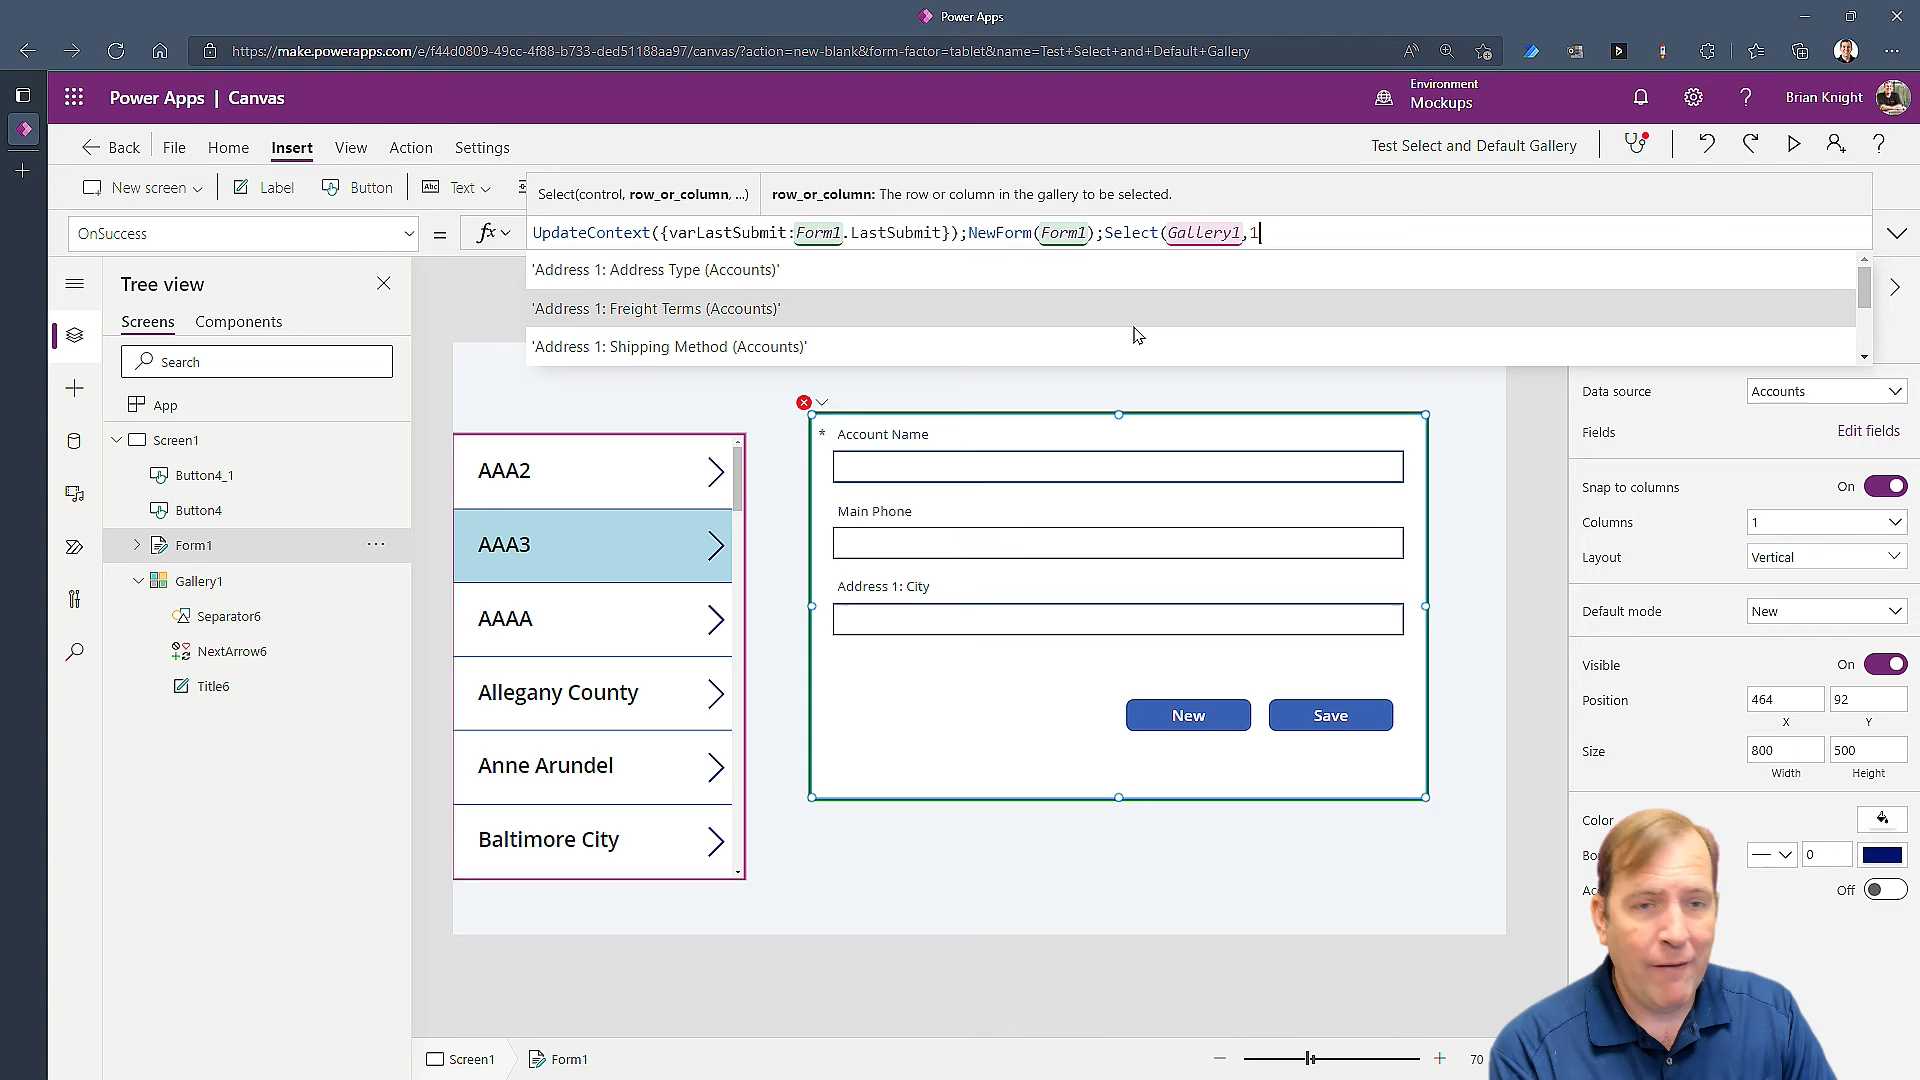 Power Apps
https://make.powerapps.com/e/f44d0809-49cc-4f88-b733-ded51188aa97/canvas/?action=new-blank&form-factor=tablet&name=Test+Select+and+Default+Gallery
Power Apps | Canvas
Environment
Mockups
Brian Knight
Back
File
Home
Insert
View
Action
Settings
Test Select and Default Gallery
New screen
Label
Button
Abc Text
Select(control, row_or_column, ...)
row_or_column: The row or column in the gallery to be selected.
OnSuccess
=
fx
UpdateContext({varLastSubmit:Form1.LastSubmit});NewForm(Form1);Select(Gallery1,1
'Address 1: Address Type (Accounts)'
'Address 1: Freight Terms (Accounts)'
'Address 1: Shipping Method (Accounts)'
Tree view
Screens
Components
Search
App
Screen1
Button4_1
Button4
Form1
Gallery1
Separator6
NextArrow6
Title6
AAA2
AAA3
AAAA
Allegany County
Anne Arundel
Baltimore City
* Account Name
Main Phone
Address 1: City
New
Save
Data source
Accounts
Fields
Edit fields
Snap to columns
On
Columns
1
Layout
Vertical
Default mode
New
Visible
On
Position
464
92
X
Y
Size
800
500
Width
Height
Color
0
Off
Screen1
Form1
70